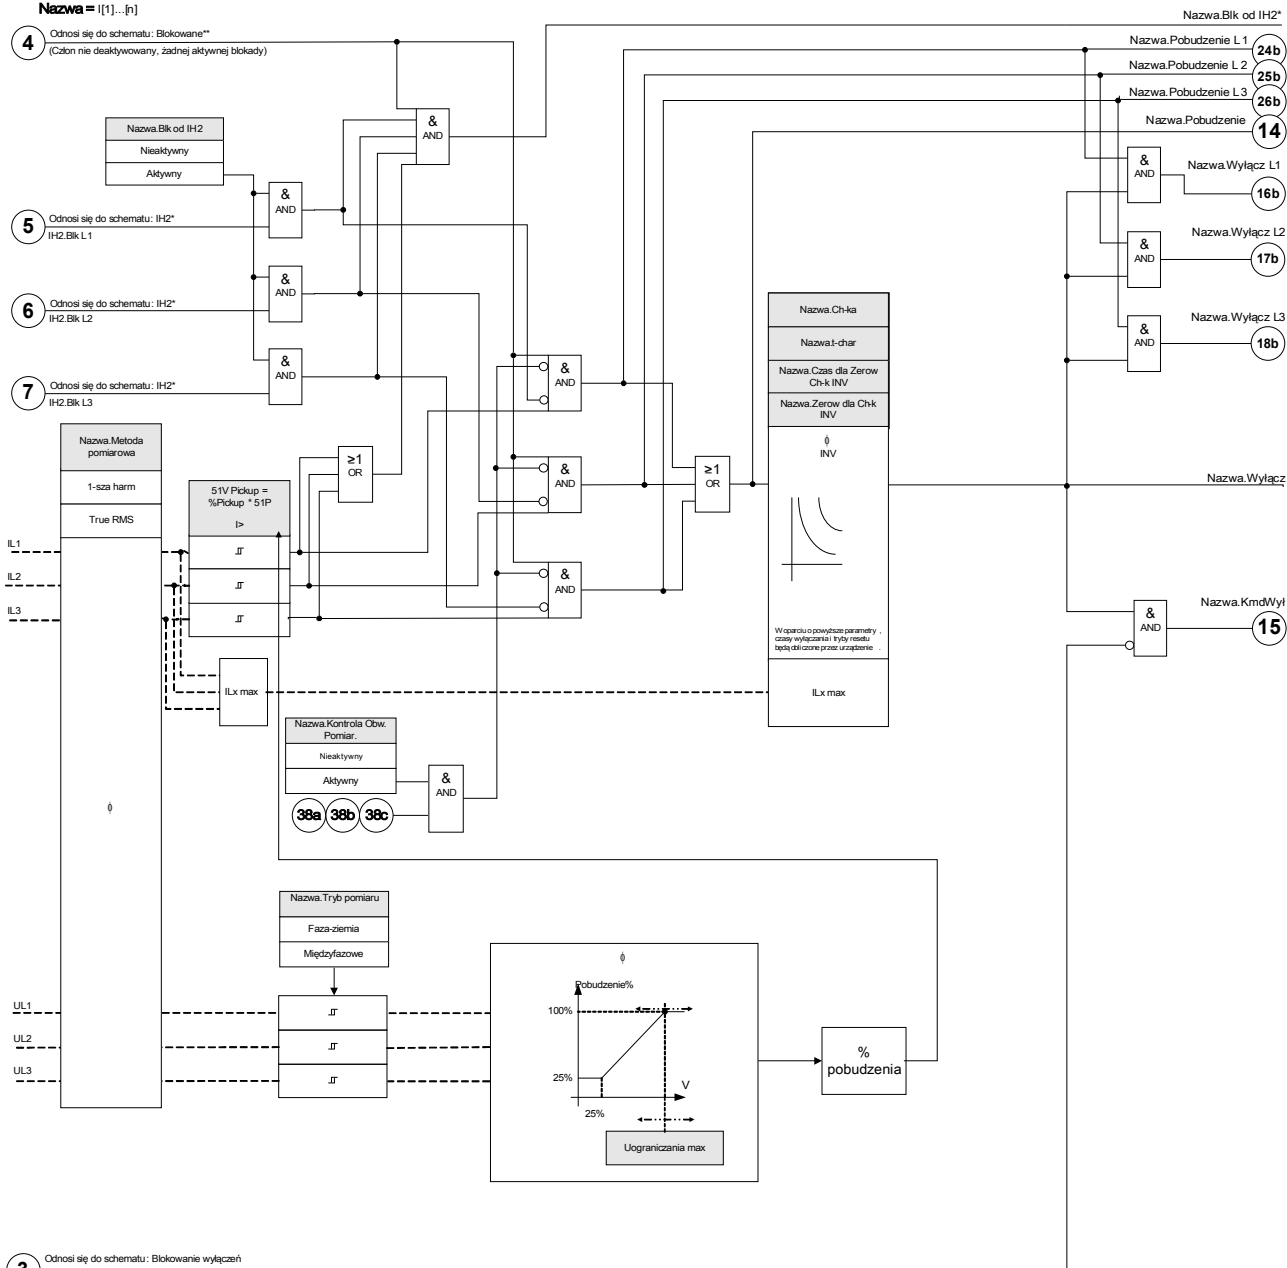 Nazwa = I[1]...[n]
4
Odnosi się do schematu: Blokowane**
(Człon nie deaktywowany, żadnej aktywnej blokady)
Nazwa.Blk od IH2*
Nazwa.Pobudzenie L 1
24b
Nazwa.Pobudzenie L 2
25b
Nazwa.Pobudzenie L 3
26b
Nazwa.Pobudzenie
14
Nazwa.Blk od IH2
Nieaktywny
Aktywny
&
AND
&
AND
Nazwa.Wyłącz L1
16b
5
Odnosi się do schematu: IH2*
IH2.Blk L1
&
AND
&
AND
Nazwa.Wyłącz L2
17b
6
Odnosi się do schematu: IH2*
IH2.Blk L2
&
AND
&
AND
Nazwa.Wyłącz L3
18b
7
Odnosi się do schematu: IH2*
IH2.Blk L3
&
AND
&
AND
Nazwa.Ch-ka
Nazwa.t-char
Nazwa.Czas dla Zerow
Ch-k INV
Nazwa.Zerow dla Ch-k
INV
ϕ
INV
Nazwa.Metoda
pomiarowa
1-sza harm
True RMS
≥1
OR
&
AND
≥1
OR
Nazwa.Wyłącz
51V Pickup =
%Pickup * 51P
I>
IL1
IL2
IL3
&
AND
W oparciu o powyższe parametry ,
czasy wyłączania i tryby resetu
będą obliczone przez urządzenie .
&
AND
Nazwa.KmdWył
15
ILx max
ILx max
Nazwa.Kontrola Obw.
Pomiar.
Nieaktywny
Aktywny
&
AND
38a
38b
38c
ϕ
Nazwa.Tryb pomiaru
Faza-ziemia
Międzyfazowe
UL1
UL2
UL3
ϕ
Pobudzenie%
100%
25%
V
25%
Uograniczania max
%
pobudzenia
3
Odnosi się do schematu: Blokowanie wyłączeń